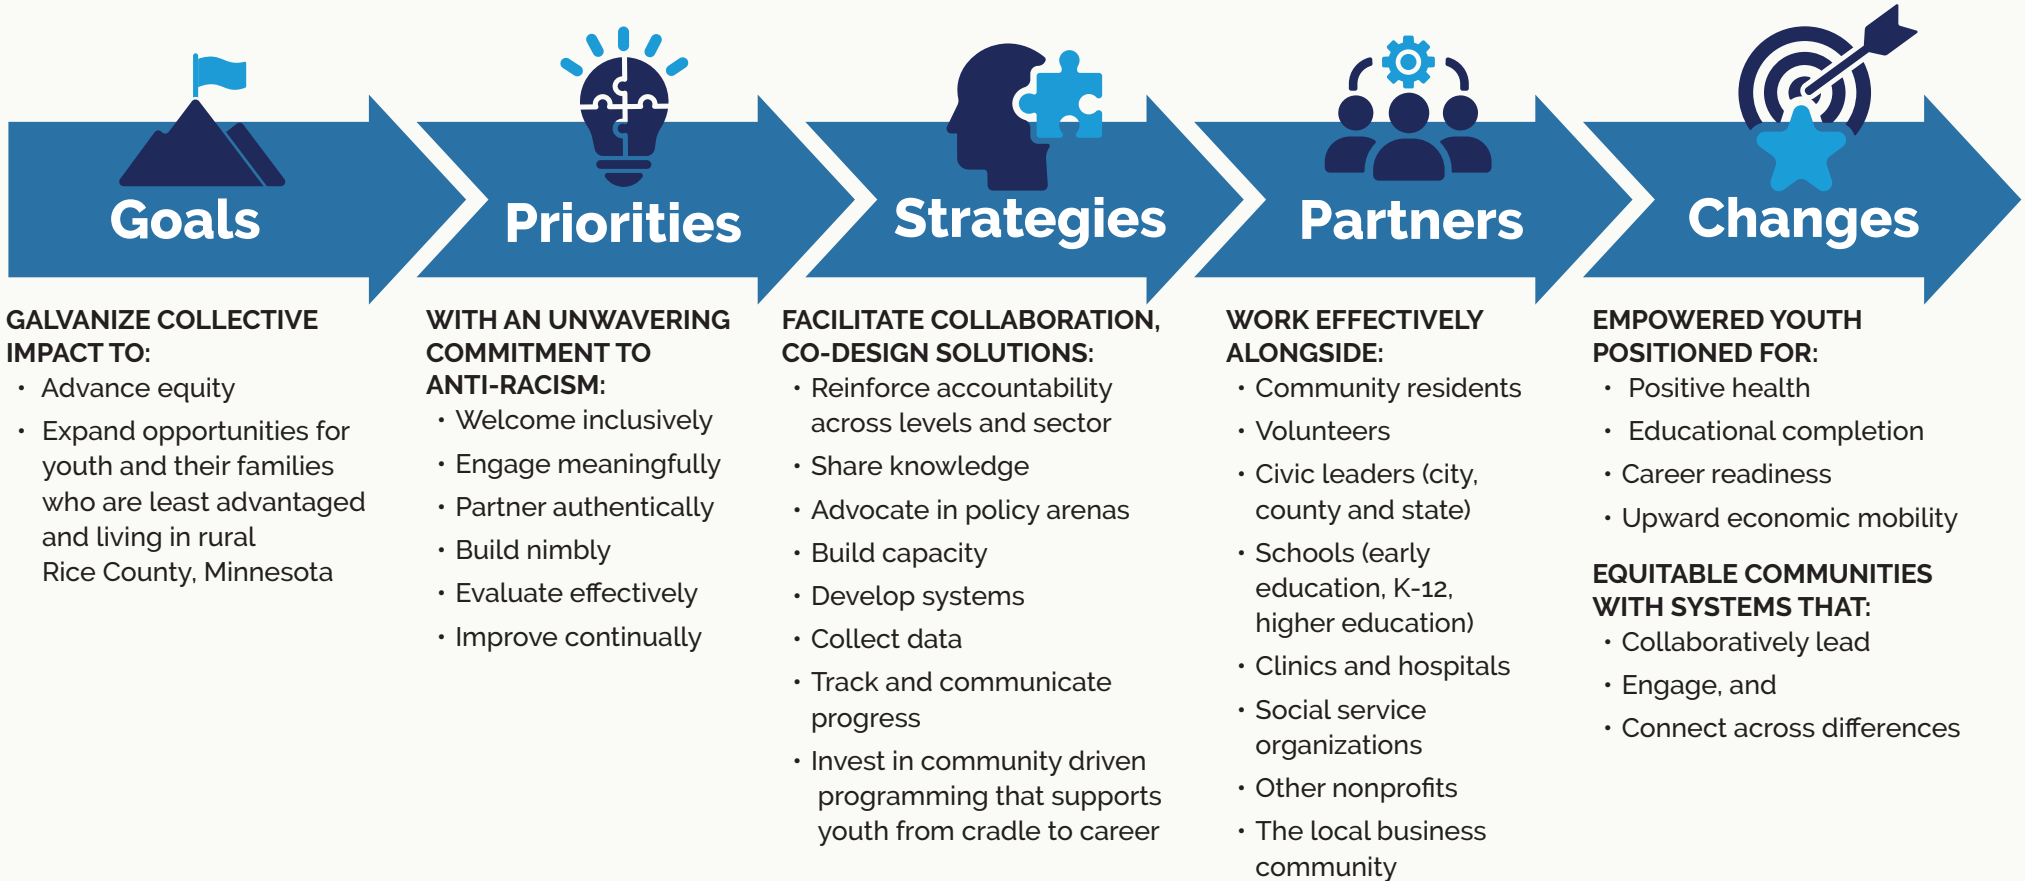 Goals
Priorities
Strategies
Partners
Changes
GALVANIZE COLLECTIVE
IMPACT TO:
• Advance equity
• Expand opportunities for
youth and their families
who are least advantaged
and living in rural
Rice County, Minnesota
WITH AN UNWAVERING
COMMITMENT TO
ANTI-RACISM:
• Welcome inclusively
• Engage meaningfully
• Partner authentically
• Build nimbly
• Evaluate effectively
• Improve continually
FACILITATE COLLABORATION,
CO-DESIGN SOLUTIONS:
• Reinforce accountability
across levels and sector
• Share knowledge
• Advocate in policy arenas
• Build capacity
• Develop systems
• Collect data
• Track and communicate
progress
• Invest in community driven
programming that supports
youth from cradle to career
WORK EFFECTIVELY
ALONGSIDE:
• Community residents
• Volunteers
• Civic leaders (city,
county and state)
• Schools (early
education, K-12,
higher education)
• Clinics and hospitals
• Social service
organizations
• Other nonprofits
• The local business
community
EMPOWERED YOUTH
POSITIONED FOR:
• Positive health
• Educational completion
• Career readiness
• Upward economic mobility
EQUITABLE COMMUNITIES
WITH SYSTEMS THAT:
• Collaboratively lead
• Engage, and
• Connect across differences